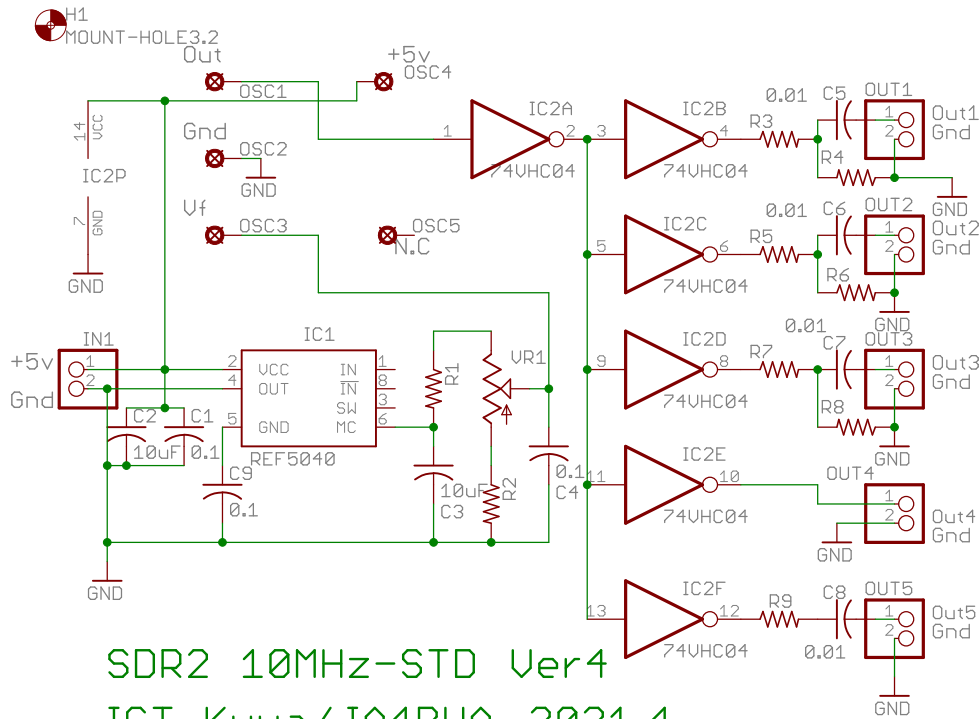 H1
MOUNT-HOLE3.2
Out
OSC1
+5v
OSC4
Gnd
OSC2
GND
Vf
OSC3
OSC5
N.C
14
VCC
IC2P
7
GND
GND
IN1
+5v
1
2
Gnd
IC1
2
VCC
IN
1
4
OUT
IN
8
SW
3
5
GND
MC
6
REF5040
C2
10uF
C1
0.1
C9
0.1
GND
R1
VR1
10uF
C3
R2
0.1
C4
IC2A
1
2
74VHC04
IC2B
3
4
74VHC04
R3
0.01
C5
R4
OUT1
1
2
Out1
Gnd
GND
IC2C
5
6
74VHC04
R5
0.01
C6
R6
OUT2
1
2
Out2
Gnd
GND
IC2D
9
8
74VHC04
R7
0.01
C7
R8
OUT3
1
2
Out3
Gnd
GND
IC2E
11
10
74VHC04
OUT4
1
2
Out4
Gnd
GND
IC2F
13
12
74VHC04
R9
C8
0.01
OUT5
1
2
Out5
Gnd
GND
SDR2 10MHz-STD Ver4